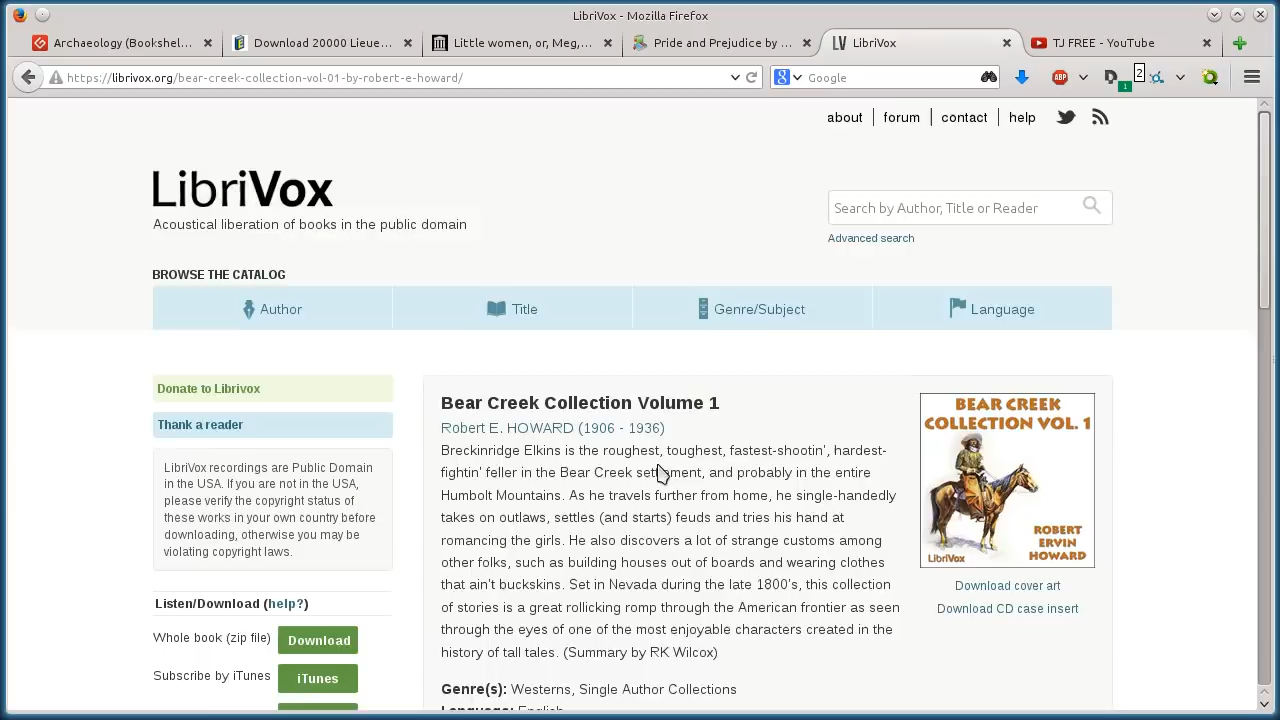 LibriVox - Mozilla Firefox
Archaeology (Bookshel...
Download 20000 Lieue...
Little women, or, Meg,...
Pride and Prejudice by ...
LV LibriVox
TJ FREE - YouTube
https://librivox.org/bear-creek-collection-vol-01-by-robert-e-howard/
8 Google
ABP
D
1
2
about
forum
contact
help
LibriVox
Acoustical liberation of books in the public domain
Search by Author, Title or Reader
Advanced search
BROWSE THE CATALOG
Author
Title
Genre/Subject
Language
Donate to Librivox
Thank a reader
LibriVox recordings are Public Domain
in the USA. If you are not in the USA,
please verify the copyright status of
these works in your own country before
downloading, otherwise you may be
violating copyright laws.
Listen/Download (help?)
Whole book (zip file)
Download
Subscribe by iTunes
iTunes
Bear Creek Collection Volume 1
Robert E. HOWARD (1906 - 1936)
Breckinridge Elkins is the roughest, toughest, fastest-shootin', hardest-
fightin' feller in the Bear Creek settlement, and probably in the entire
Humbolt Mountains. As he travels further from home, he single-handedly
takes on outlaws, settles (and starts) feuds and tries his hand at
romancing the girls. He also discovers a lot of strange customs among
other folks, such as building houses out of boards and wearing clothes
that ain't buckskins. Set in Nevada during the late 1800's, this collection
of stories is a great rollicking romp through the American frontier as seen
through the eyes of one of the most enjoyable characters created in the
history of tall tales. (Summary by RK Wilcox)
Genre(s): Westerns, Single Author Collections
Language: English
BEAR CREEK
COLLECTION VOL. 1
ROBERT
ERVIN
HOWARD
LibriVox
Download cover art
Download CD case insert